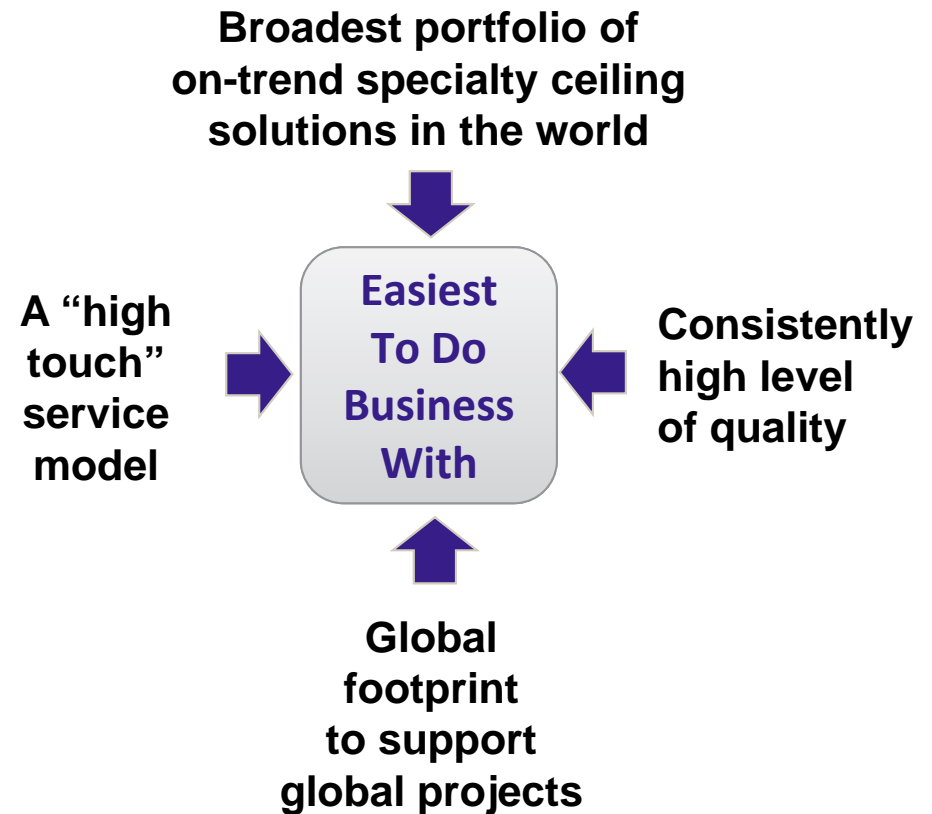 Broadest portfolio of
on-trend specialty ceiling
solutions in the world
A “high
touch”
service
model
Easiest
To Do
Business
With
Consistently
high level
of quality
Global
footprint
to support
global projects